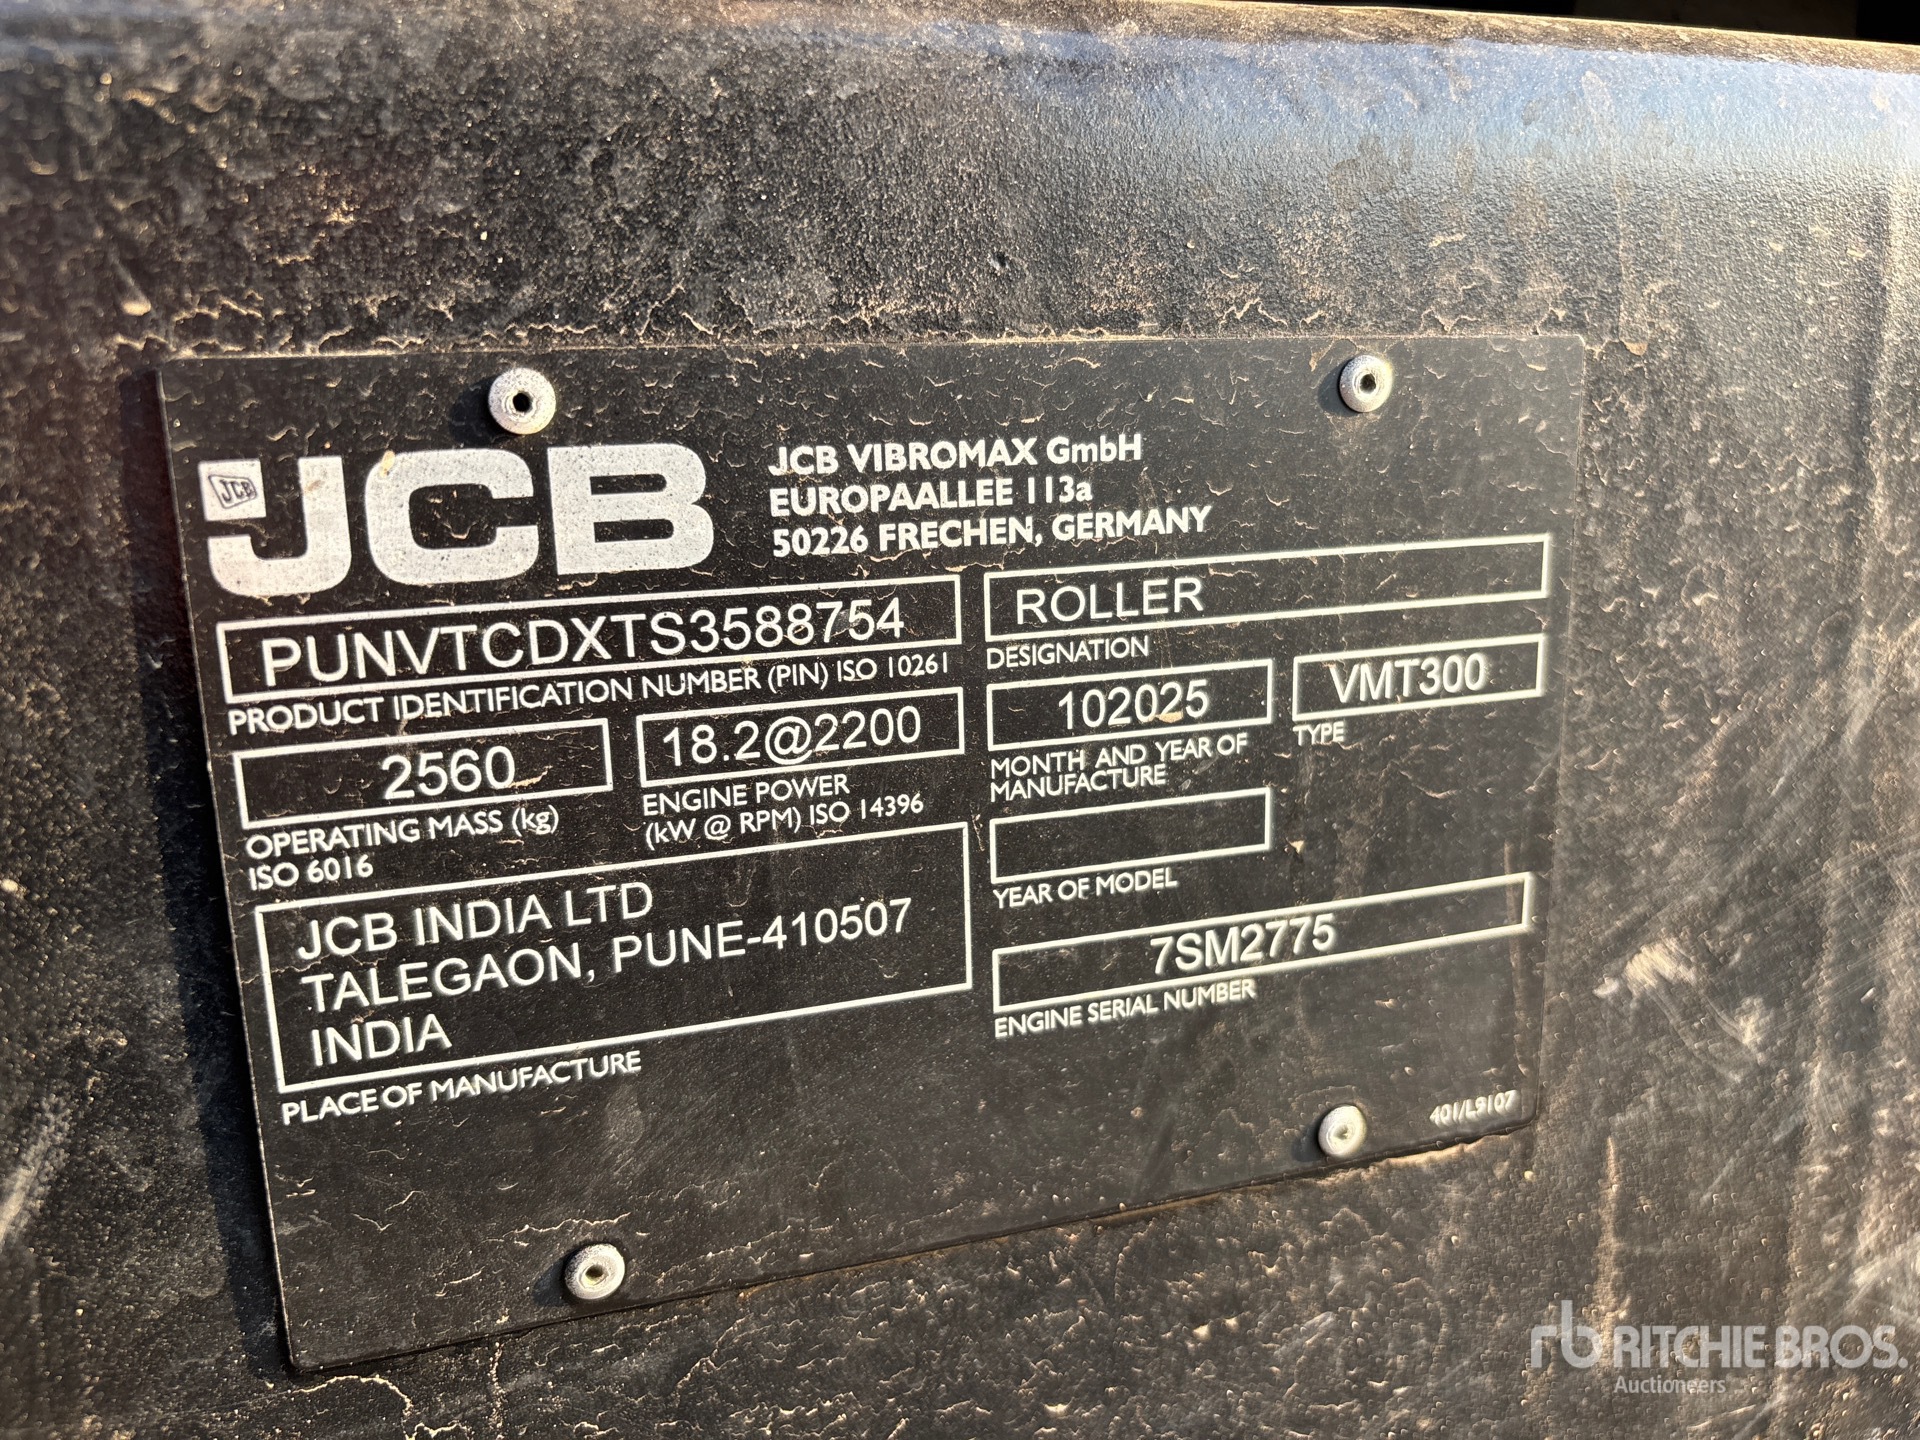 JCB
JCB
JCB VIBROMAX GmbH
EUROPAALLEE 113a
50226 FRECHEN, GERMANY
PUNVTCDXTS3588754
PRODUCT IDENTIFICATION NUMBER (PIN) ISO 10261
ROLLER
DESIGNATION
2560
OPERATING MASS (kg)
ISO 6016
18.2@2200
ENGINE POWER
(kW @ RPM) ISO 14396
102025
MONTH AND YEAR OF
MANUFACTURE
VMT300
TYPE
YEAR OF MODEL
JCB INDIA LTD
TALEGAON, PUNE-410507
INDIA
PLACE OF MANUFACTURE
7SM2775
ENGINE SERIAL NUMBER
401/L9107
rb RITCHIE BROS.
Auctioneers